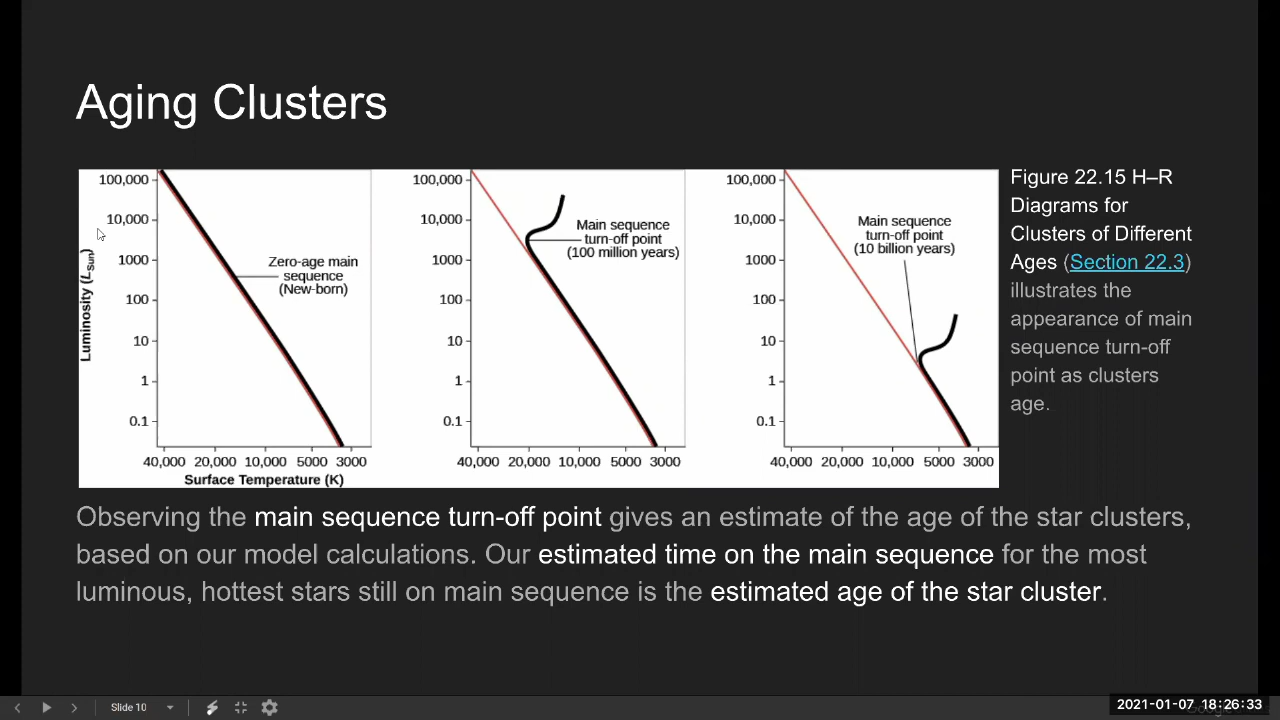 Aging Clusters
100,000
10,000
1000
100
10
1
0.1
Luminosity (LSun)
Zero-age main
sequence
(New-born)
40,000 20,000 10,000 5000 3000
Surface Temperature (K)
100,000
10,000
1000
100
10
1
0.1
Main sequence
turn-off point
(100 million years)
40,000 20,000 10,000 5000 3000
100,000
10,000
1000
100
10
1
0.1
Main sequence
turn-off point
(10 billion years)
40,000 20,000 10,000 5000 3000
Figure 22.15 H–R
Diagrams for
Clusters of Different
Ages (Section 22.3)
illustrates the
appearance of main
sequence turn-off
point as clusters
age.
Observing the main sequence turn-off point gives an estimate of the age of the star clusters,
based on our model calculations. Our estimated time on the main sequence for the most
luminous, hottest stars still on main sequence is the estimated age of the star cluster.
Slide 10
2021-01-07 18:26:33